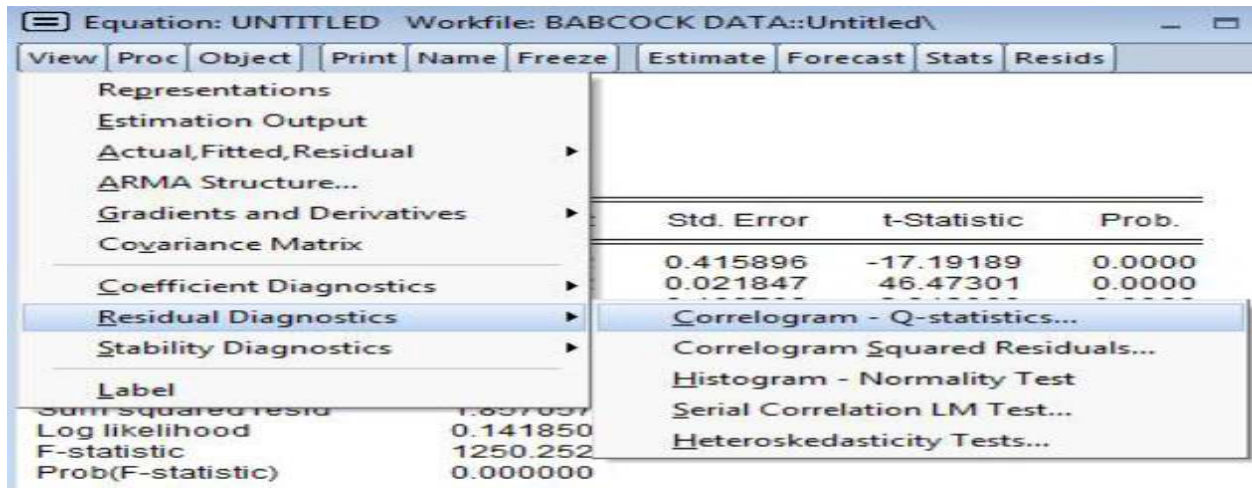 Equation: UNTITLED Workfile: BABCOCK DATA::Untitled\
View Proc Object Print Name Freeze Estimate Forecast Stats Resids
Representations
Estimation Output
Actual,Fitted,Residual
ARMA Structure...
Gradients and Derivatives
Covariance Matrix
Coefficient Diagnostics
Residual Diagnostics
Stability Diagnostics
Label
Std. Error t-Statistic Prob.
0.415896 -17.19189 0.0000
0.021847 46.47301 0.0000
Correlogram - Q-statistics...
Correlogram Squared Residuals...
Histogram - Normality Test
Serial Correlation LM Test...
Heteroskedasticity Tests...
Sum squared resid
Log likelihood 0.141850
F-statistic 1250.252
Prob(F-statistic) 0.000000